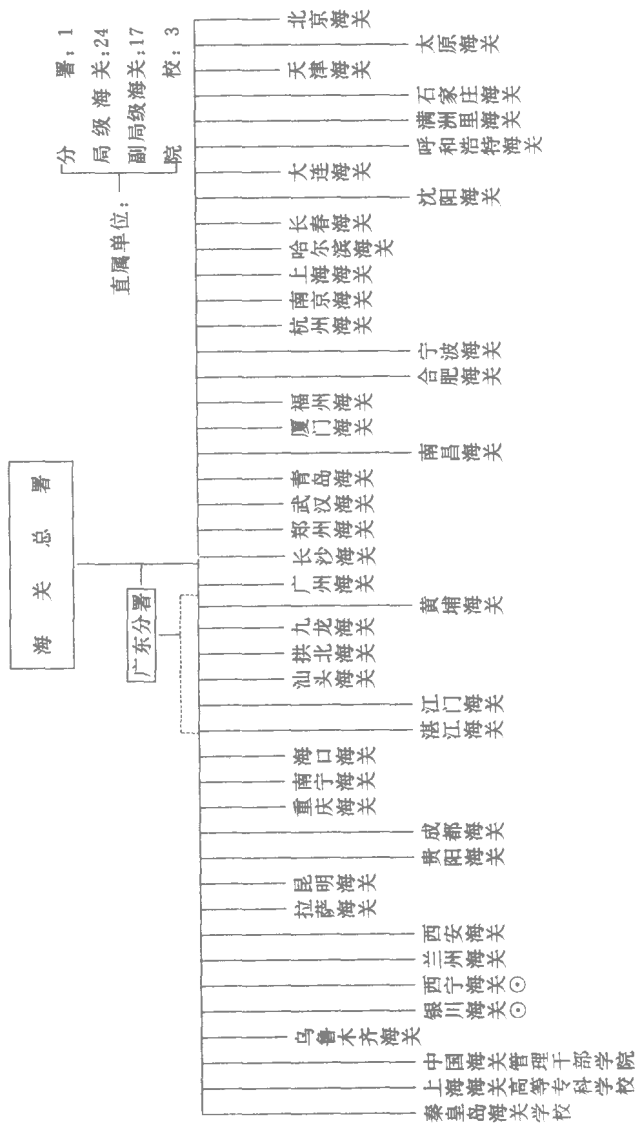 海关总署
广东分署
直属单位：
分署：1
局级海关：24
副局级海关：17
院校：3
北京海关
太原海关
天津海关
石家庄海关
满洲里海关
呼和浩特海关
大连海关
沈阳海关
长春海关
哈尔滨海关
上海海关
南京海关
杭州海关
宁波海关
合肥海关
福州海关
厦门海关
南昌海关
青岛海关
武汉海关
郑州海关
长沙海关
广州海关
黄埔海关
九龙海关
拱北海关
汕头海关
江门海关
湛江海关
海口海关
南宁海关
重庆海关
成都海关
贵阳海关
昆明海关
拉萨海关
西安海关
兰州海关
西宁海关⊙
银川海关⊙
乌鲁木齐海关
中国海关管理干部学院
上海海关高等专科学校
秦皇岛海关学校